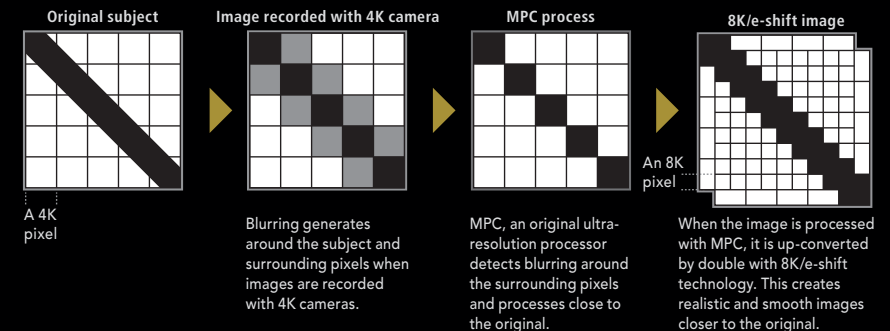 Original subject
Image recorded with 4K camera
MPC process
8K/e-shift image
A 4K
pixel
An 8K
pixel
Blurring generates
around the subject and
surrounding pixels when
images are recorded
with 4K cameras.
MPC, an original ultra-
resolution processor
detects blurring around
the surrounding pixels
and processes close to
the original.
When the image is processed
with MPC, it is up-converted
by double with 8K/e-shift
technology. This creates
realistic and smooth images
closer to the original.